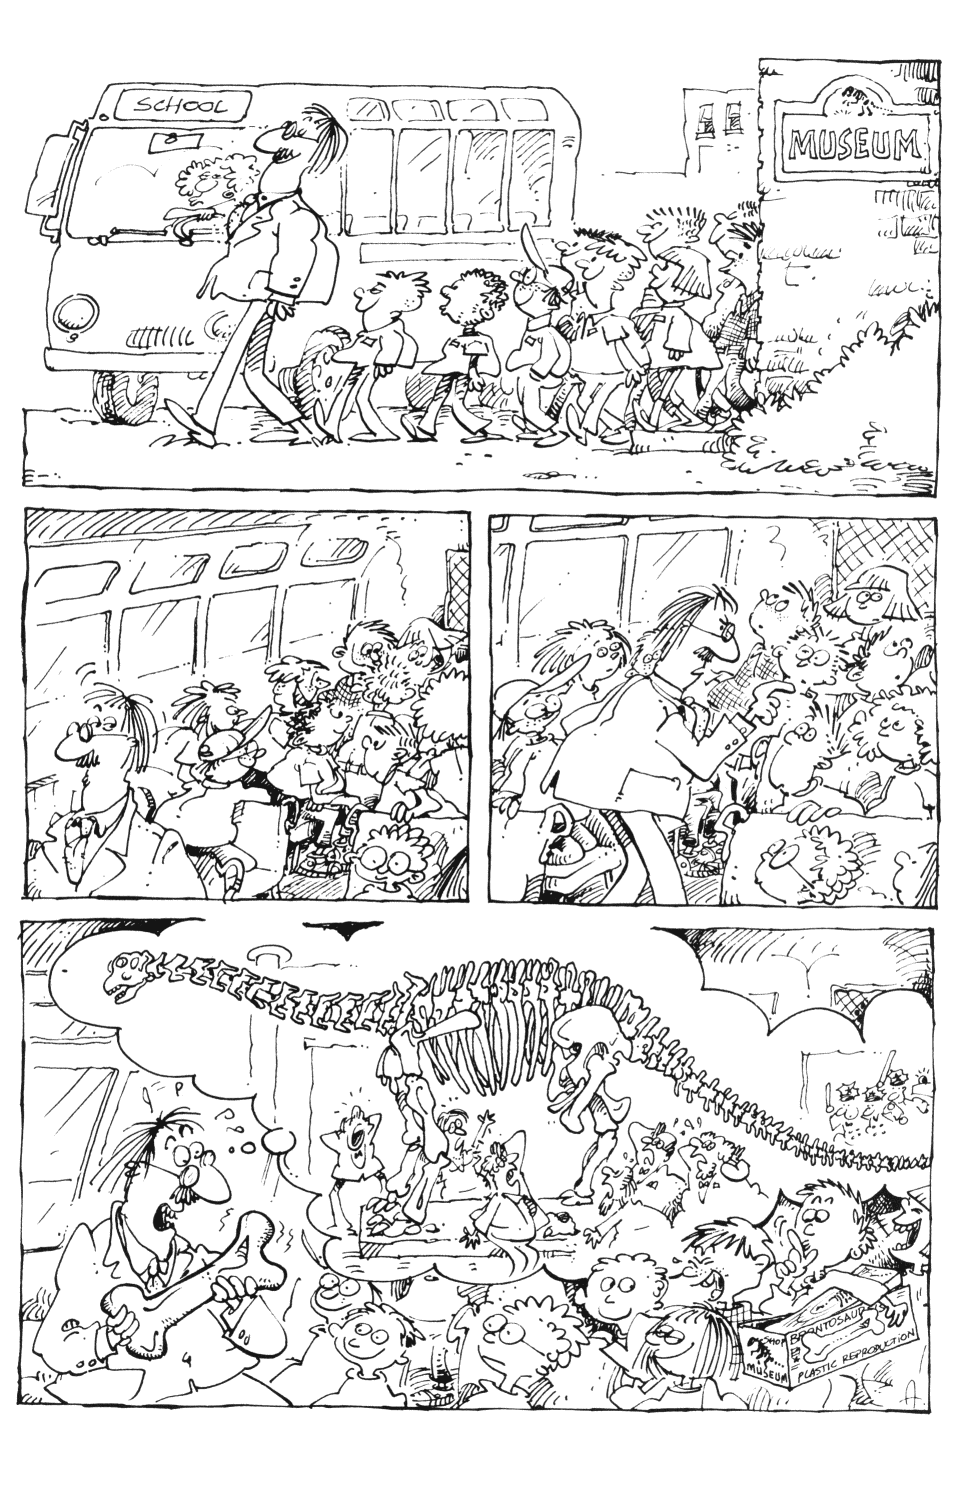 SCHOOL
MUSEUM
SHOP
MUSEUM
BRONTOSAUR
PLASTIC REPRODUCTION